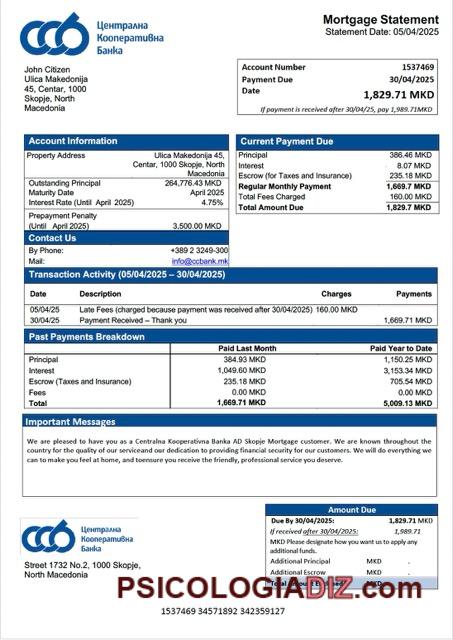 ЦКБ
Централна
Кооперативна
Банка
Mortgage Statement
Statement Date: 05/04/2025
John Citizen
Ulica Makedonija
45, Centar, 1000
Skopje, North
Macedonia
Account Number 1537469
Payment Due 30/04/2025
Date
1,829.71 MKD
If payment is received after 30/04/25, pay 1,989.71MKD
Account Information
Property Address Ulica Makedonija 45,
Centar, 1000 Skopje, North
Macedonia
Outstanding Principal 264,776.43 MKD
Maturity Date April 2025
Interest Rate (Until April 2025) 4.75%
Prepayment Penalty
(Until April 2025) 3,500.00 MKD
Contact Us
By Phone: +389 2 3249-300
Mail: info@ccbank.mk
Current Payment Due
Principal 386.46 MKD
Interest 8.07 MKD
Escrow (for Taxes and Insurance) 235.18 MKD
Regular Monthly Payment 1,669.7 MKD
Total Fees Charged 160.00 MKD
Total Amount Due 1,829.7 MKD
Transaction Activity (05/04/2025 – 30/04/2025)
Date Description Charges Payments
05/04/25 Late Fees (charged because payment was received after 30/04/2025) 160.00 MKD
30/04/25 Payment Received – Thank you 1,669.71 MKD
Past Payments Breakdown
Paid Last Month Paid Year to Date
Principal 384.93 MKD 1,150.25 MKD
Interest 1,049.60 MKD 3,153.34 MKD
Escrow (Taxes and Insurance) 235.18 MKD 705.54 MKD
Fees 0.00 MKD 0.00 MKD
Total 1,669.71 MKD 5,009.13 MKD
Important Messages
We are pleased to have you as a Centralna Kooperativna Banka AD Skopje Mortgage customer. We are known throughout the
country for the quality of our serviceand our dedication to providing financial security for our customers. We will do everything we
can to make you feel at home, and toensure you receive the friendly, professional service you deserve.
ЦКБ
Централна
Кооперативна
Банка
Street 1732 No.2, 1000 Skopje,
North Macedonia
Amount Due
Due By 30/04/2025: 1,829.71 MKD
If received after 30/04/25: 1,989.71
MKD Please designate how you want us to apply any
additional funds.
Additional Principal MKD -
Additional Escrow MKD -
Total Amount
PSICOLOGIADIZ.com
1537469 34571892 342359127